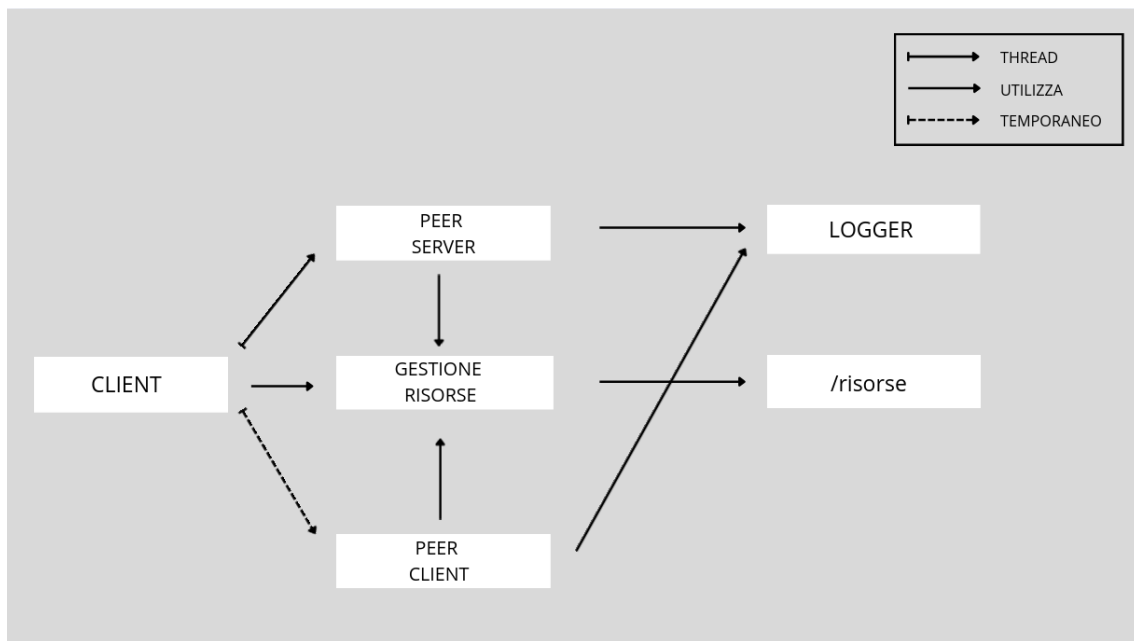 THREAD
UTILIZZA
TEMPORANEO
PEER
SERVER
LOGGER
CLIENT
GESTIONE
RISORSE
/risorse
PEER
CLIENT